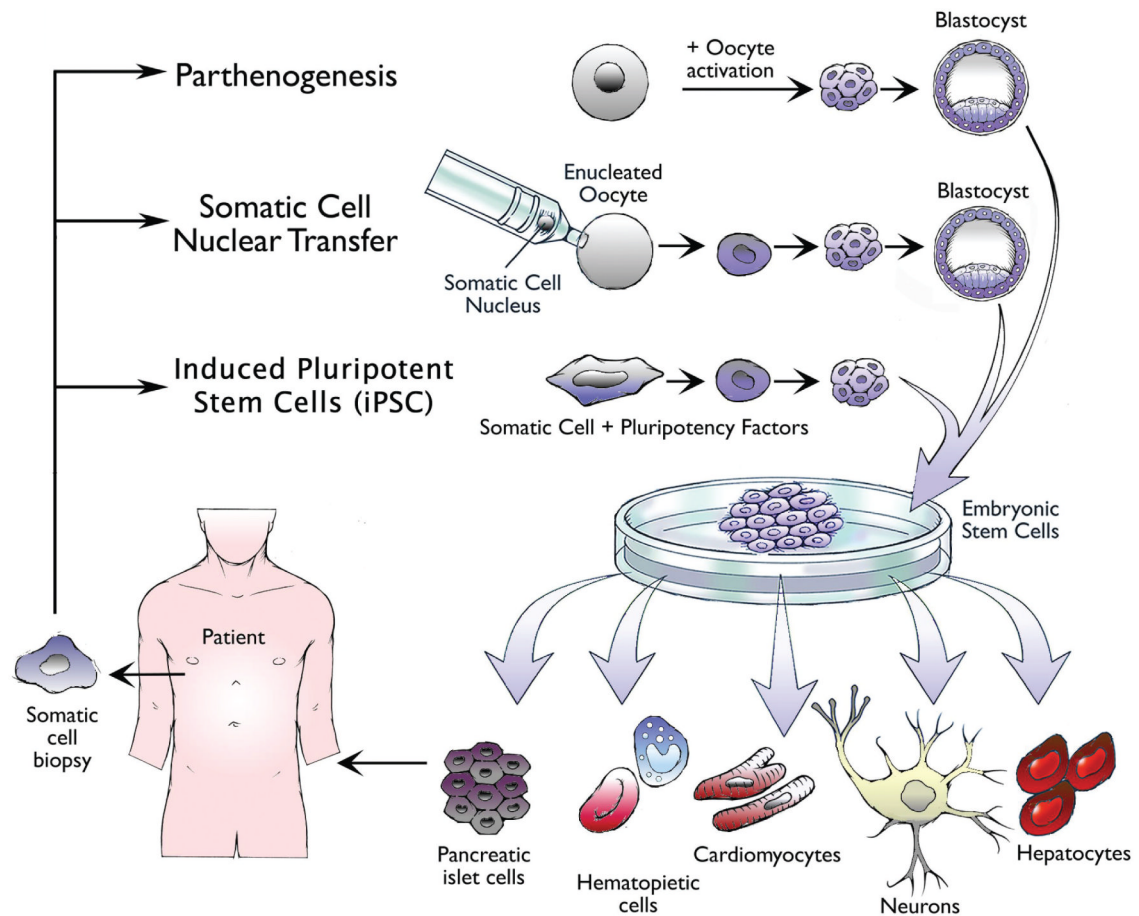 Parthenogenesis
+ Oocyte
activation
Blastocyst
Somatic Cell
Nuclear Transfer
Enucleated
Oocyte
Somatic Cell
Nucleus
Blastocyst
Induced Pluripotent
Stem Cells (iPSC)
Somatic Cell + Pluripotency Factors
Embryonic
Stem Cells
Patient
Somatic
cell
biopsy
Pancreatic
islet cells
Hematopietic
cells
Cardiomyocytes
Neurons
Hepatocytes